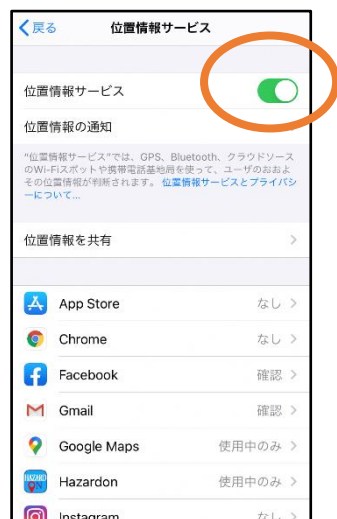 戻る 位置情報サービス
位置情報サービス
位置情報の通知
"位置情報サービス"では、GPS、Bluetooth、クラウドソース
のWi-Fiスポットや携帯電話基地局を使って、ユーザのおおよ
その位置情報が判断されます。位置情報サービスとプライバシ
ーについて...
位置情報を共有
App Store なし
Chrome なし
Facebook 確認
Gmail 確認
Google Maps 使用中のみ
HAZARD
Hazardon 使用中のみ
Instagram なし